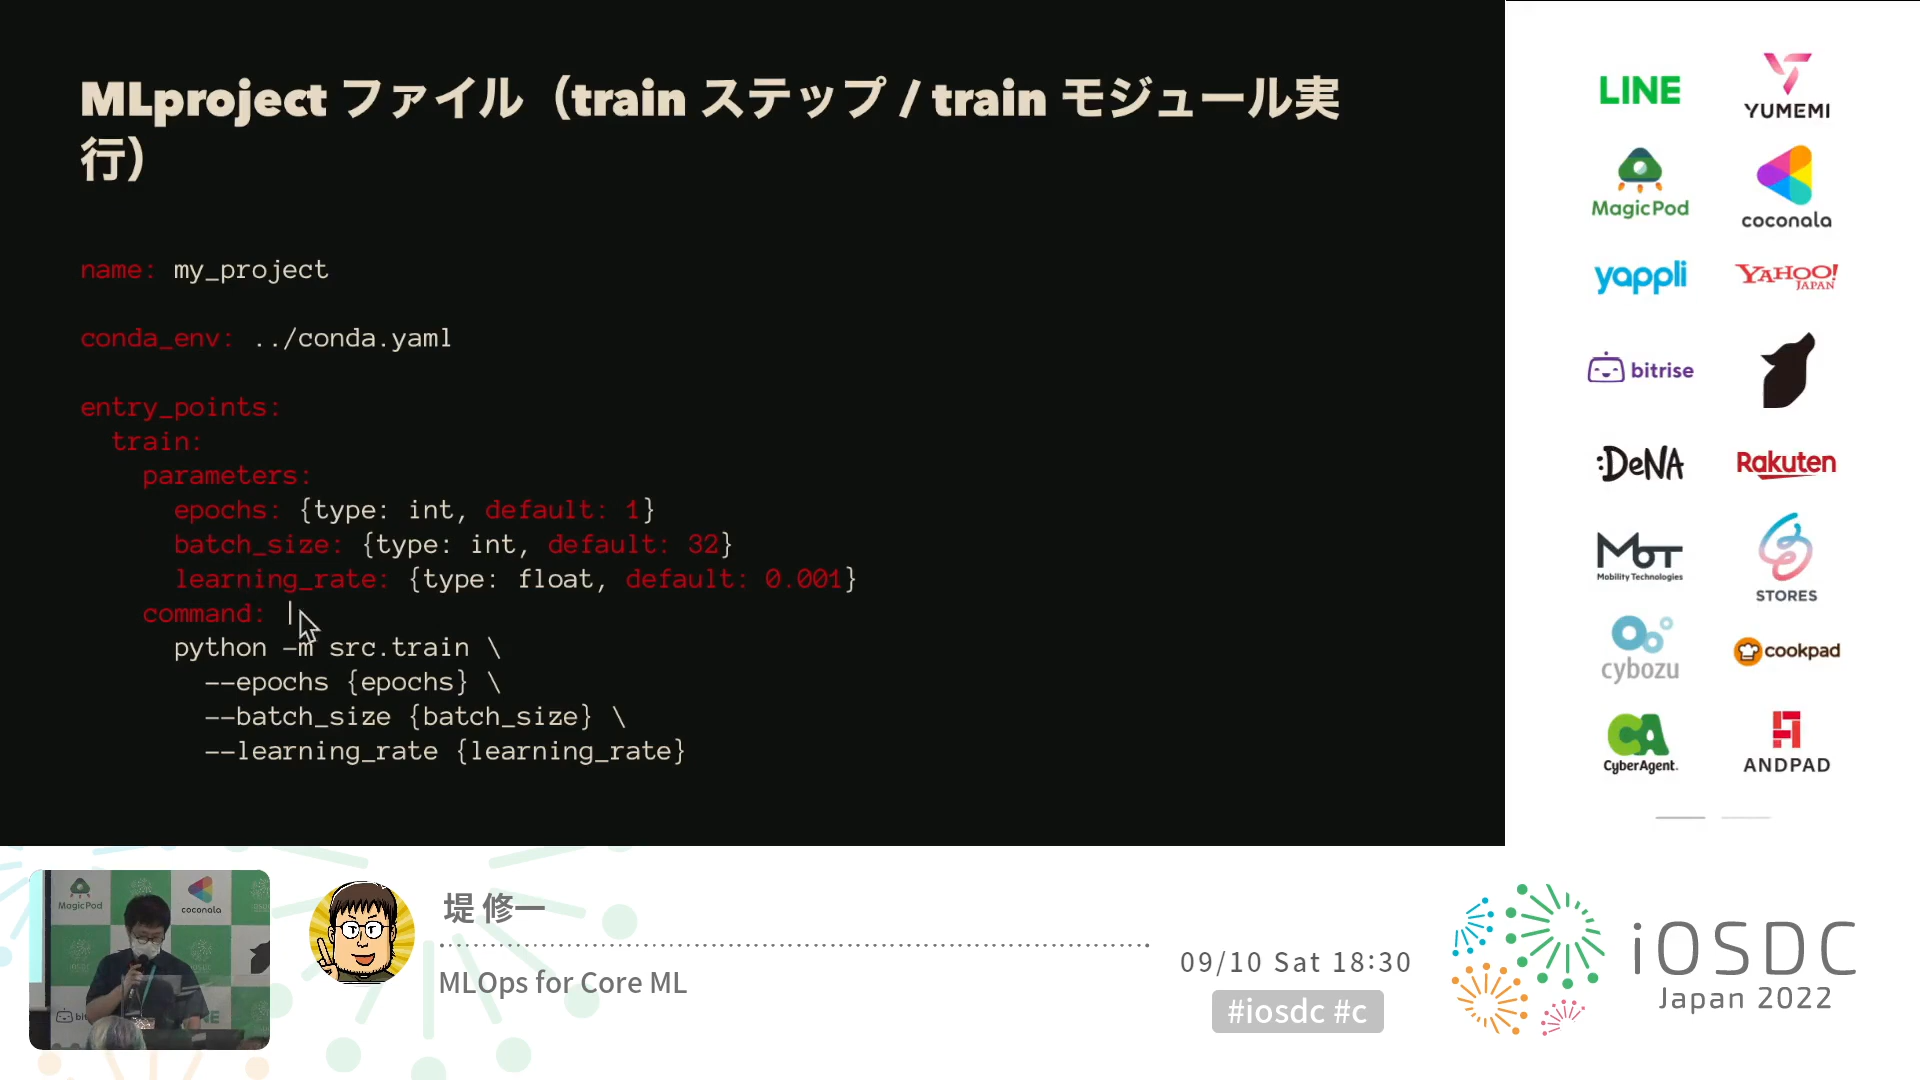 MLproject ファイル（train ステップ / train モジュール実
行）
name: my_project
conda_env: ../conda.yaml
entry_points:
train:
parameters:
epochs: {type: int, default: 1}
batch_size: {type: int, default: 32}
learning_rate: {type: float, default: 0.001}
command: |
python -m src.train \
--epochs {epochs} \
--batch_size {batch_size} \
--learning_rate {learning_rate}
LINE
YUMEMI
MagicPod
coconala
yappli
YAHOO!
JAPAN
bitrise
:DeNA
Rakuten
MoT
Mobility Technologies
STORES
cybozu
cookpad
CA
CyberAgent.
ANDPAD
MagicPod
coconala
堤 修一
MLOps for Core ML
09/10 Sat 18:30
#iosdc #c
iOSDC
Japan 2022